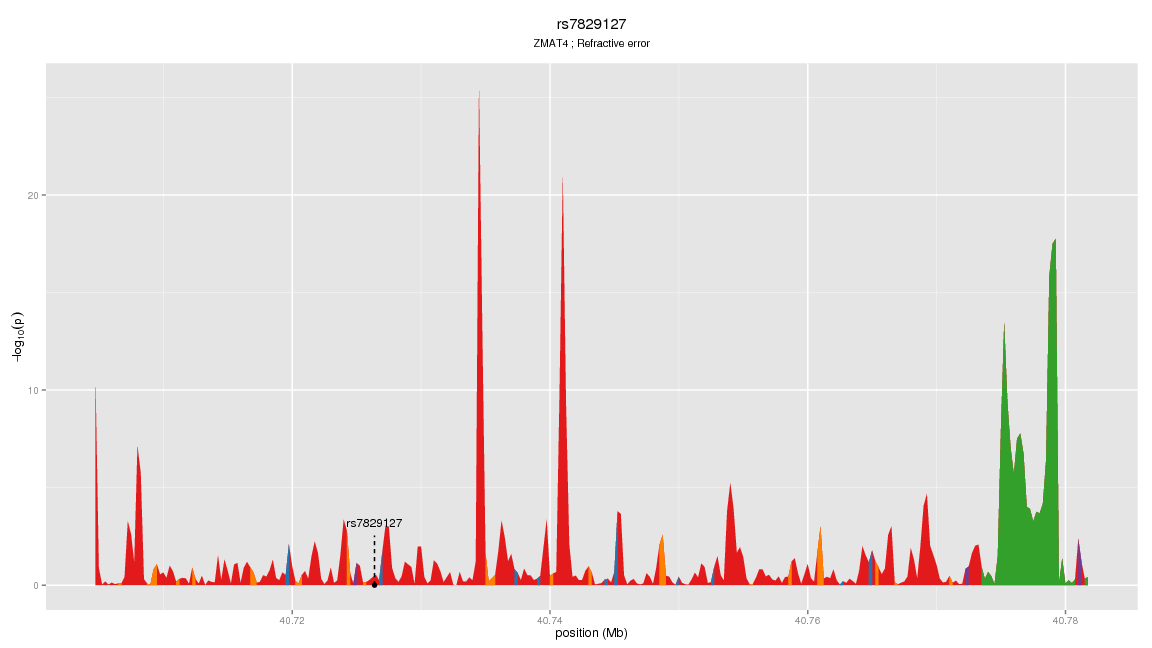 rs7829127
ZMAT4 ; Refractive error
−log10(p)
20
10
0
rs7829127
40.72
40.74
40.76
40.78
position (Mb)